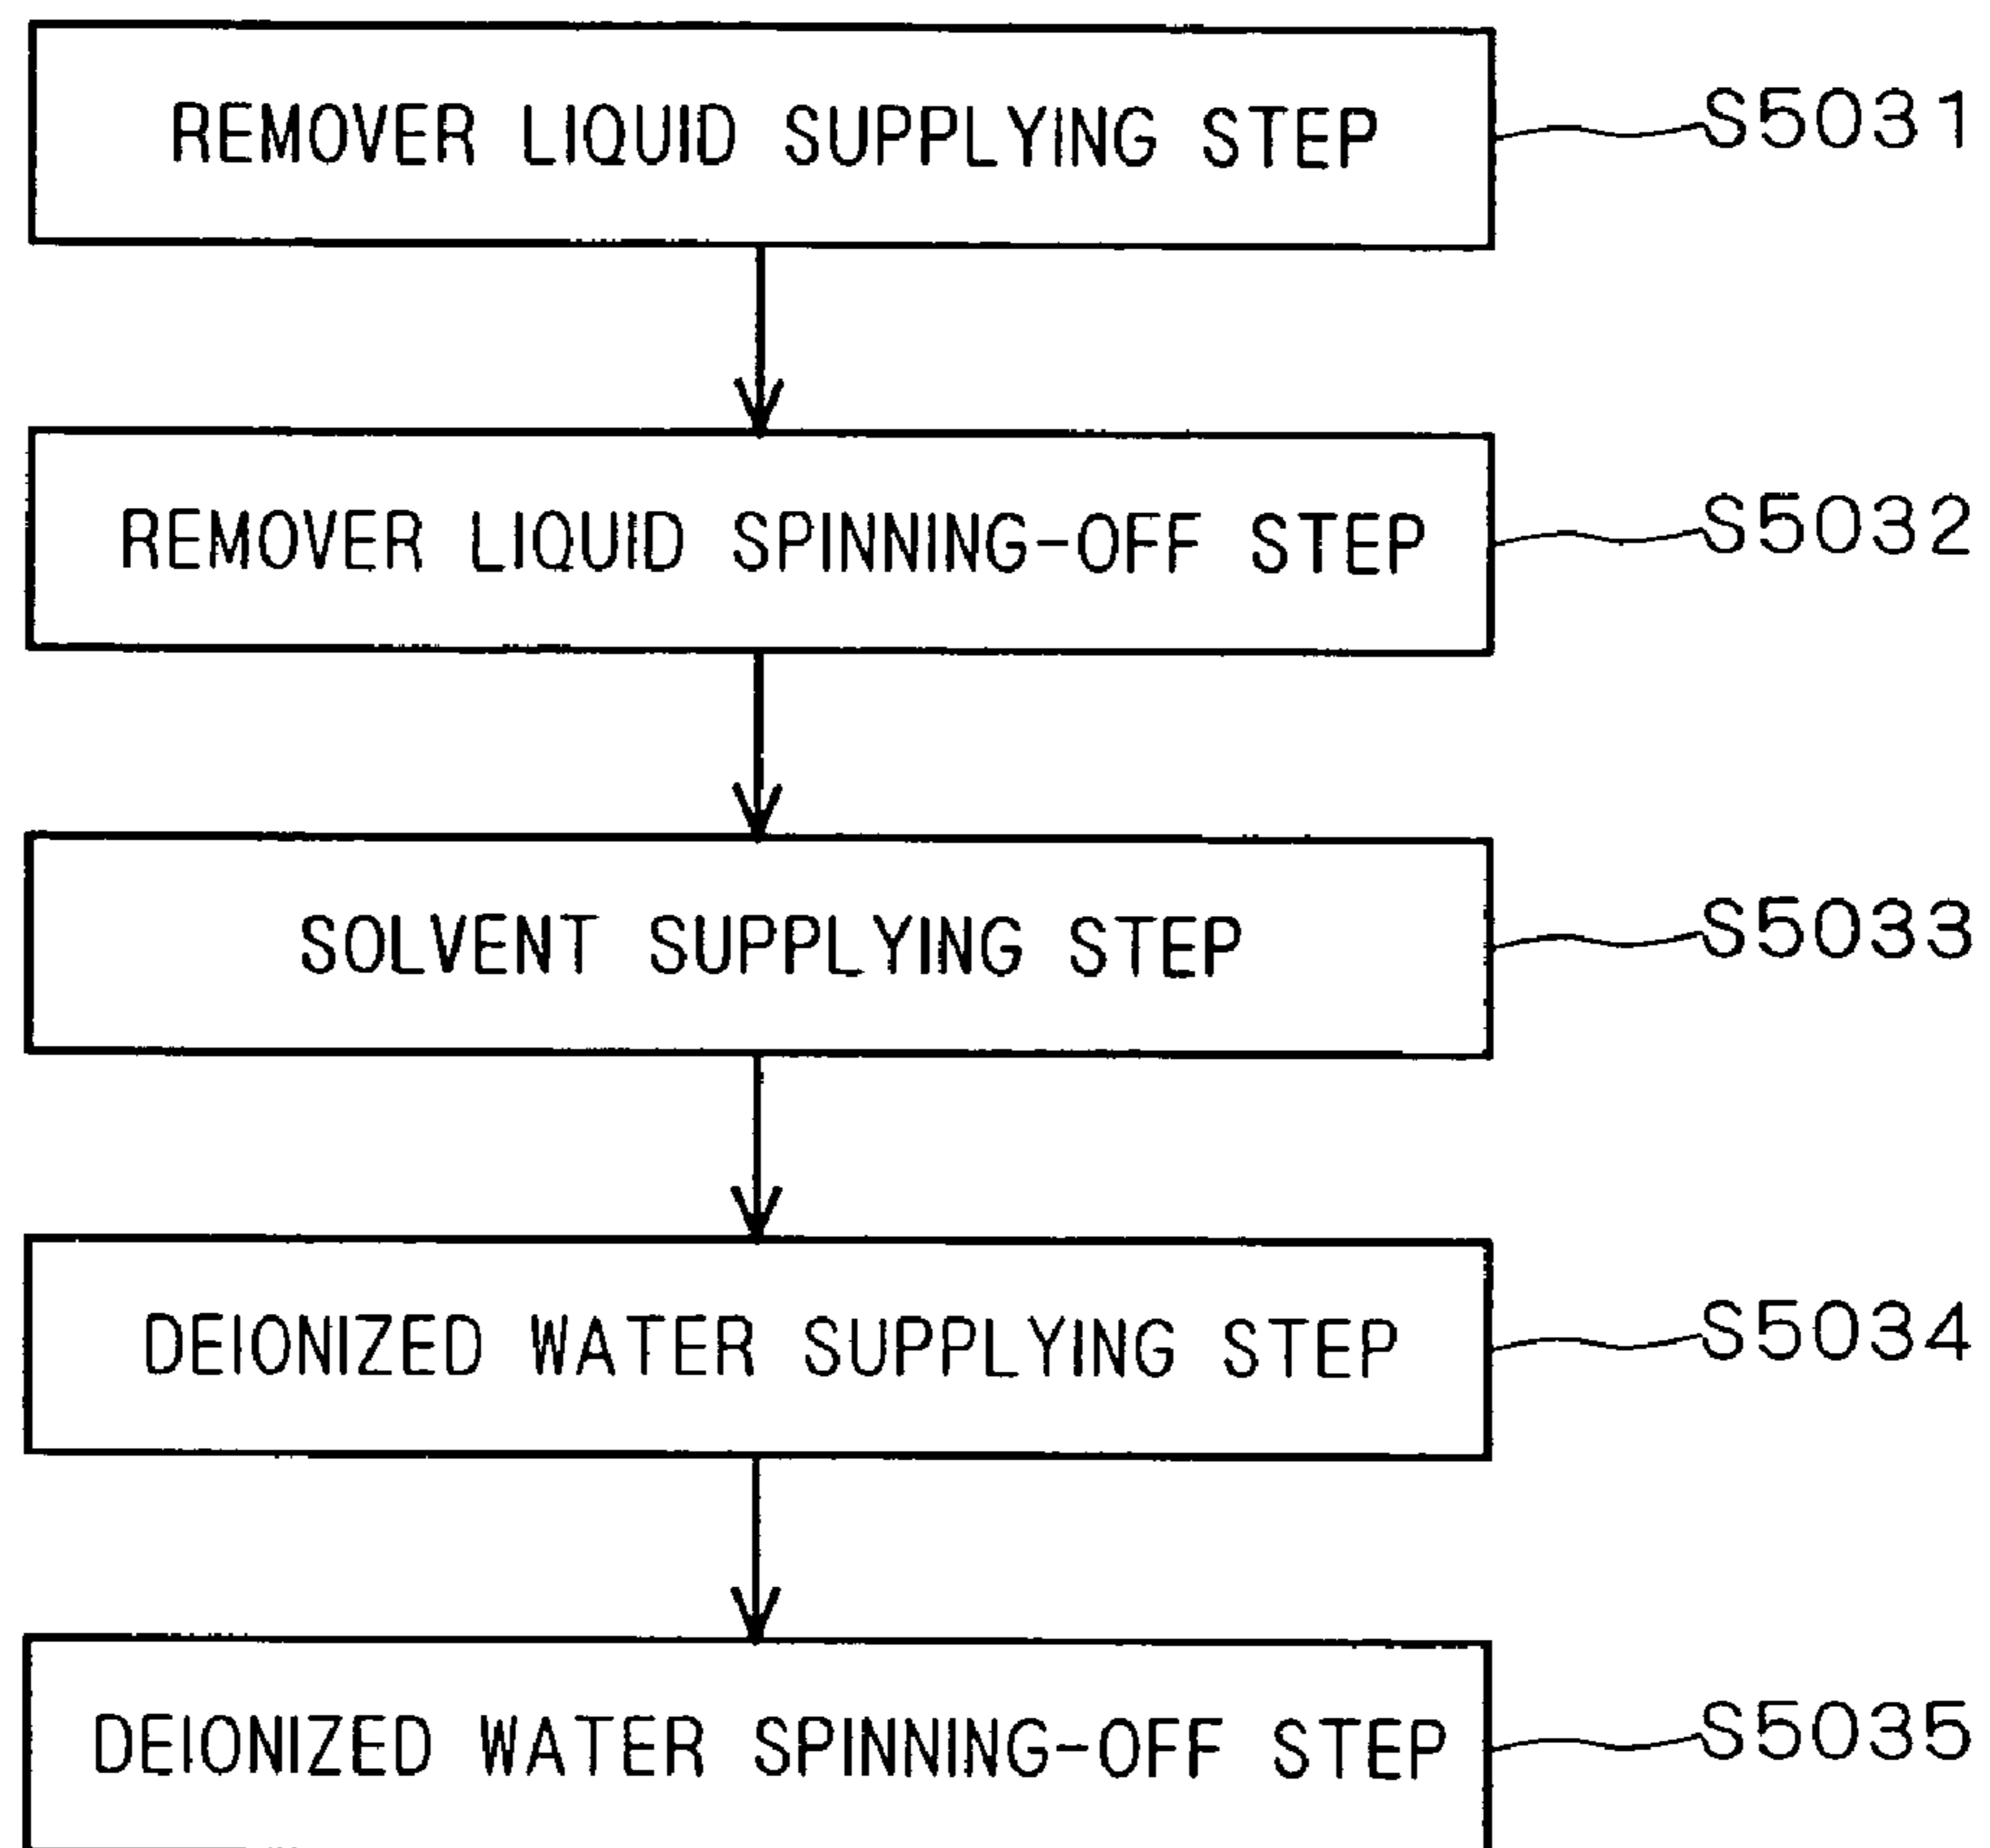 REMOVER LIQUID SUPPLYING STEP S5031
REMOVER LIQUID SPINNING-OFF STEP S5032
SOLVENT SUPPLYING STEP S5033
DEIONIZED WATER SUPPLYING STEP S5034
DEIONIZED WATER SPINNING-OFF STEP S5035